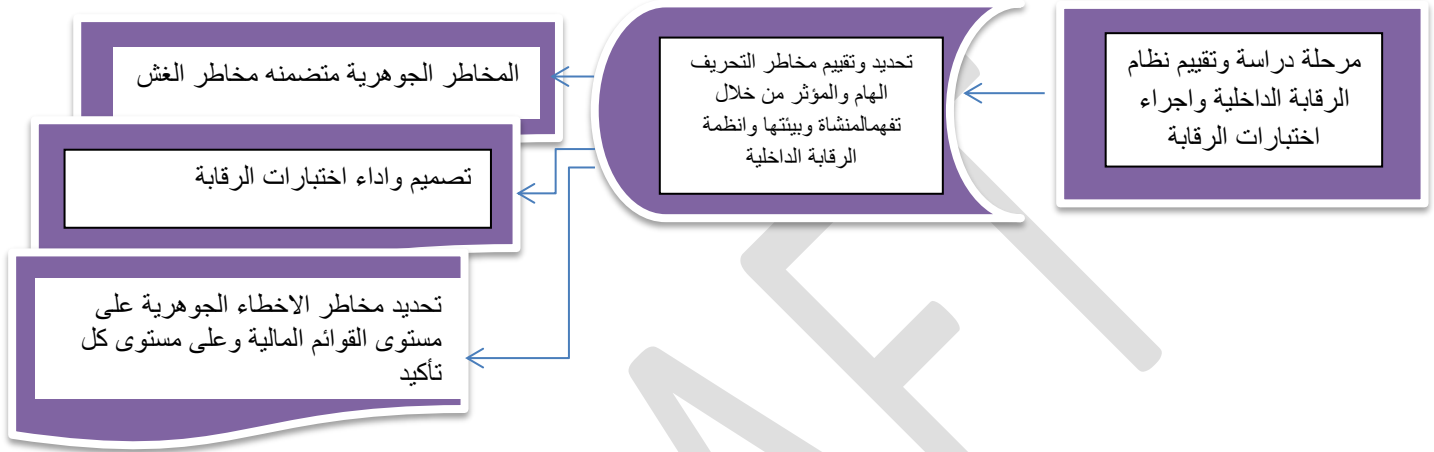 مرحلة دراسة وتقييم نظام
الرقابة الداخلية واجراء
اختبارات الرقابة
تحديد وتقييم مخاطر التحريف
الهام والمؤثر من خلال
تفهمالمنشاة وبيئتها وانظمة
الرقابة الداخلية
المخاطر الجوهرية متضمنه مخاطر الغش
تصميم واداء اختبارات الرقابة
تحديد مخاطر الاخطاء الجوهرية على
مستوى القوائم المالية وعلى مستوى كل
تأكيد